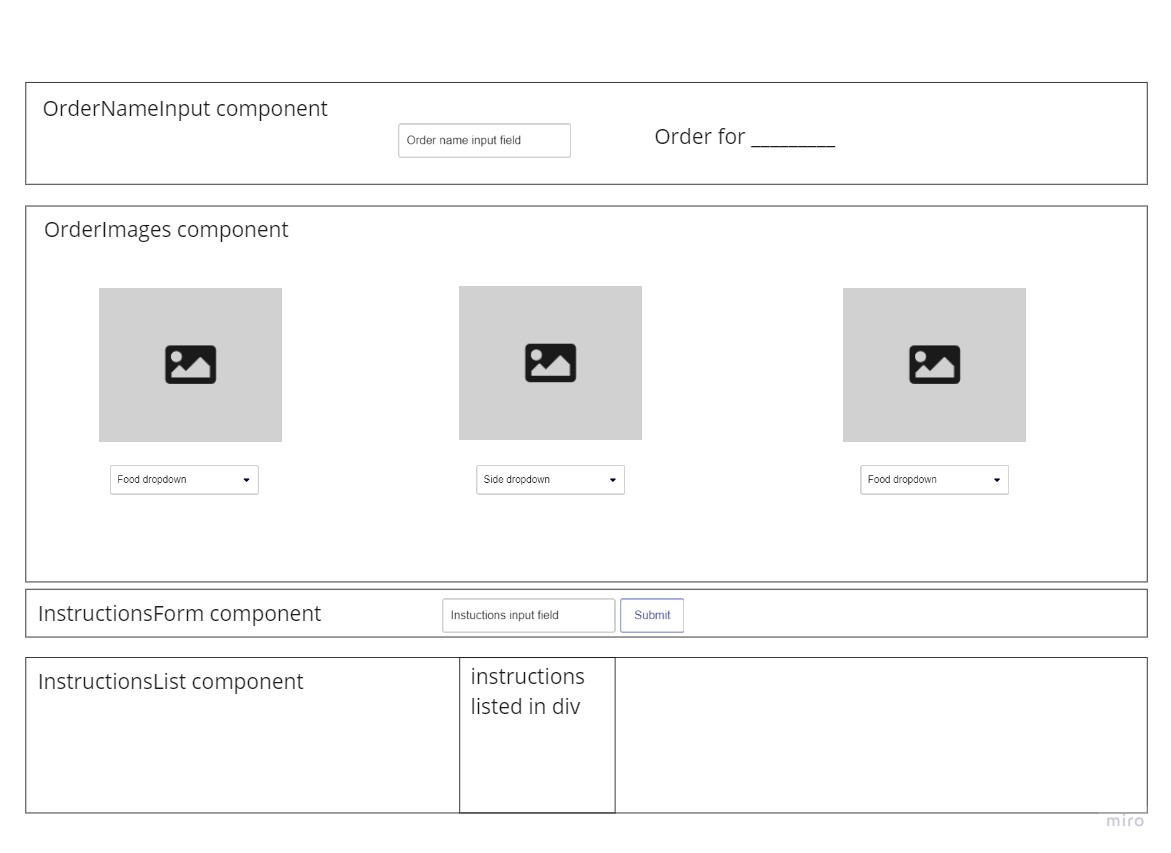 OrderNameInput component
Order name input field
Order for _________
OrderImages component
Food dropdown
Side dropdown
Food dropdown
InstructionsForm component
Instuctions input field
Submit
InstructionsList component
instructions
listed in div
miro